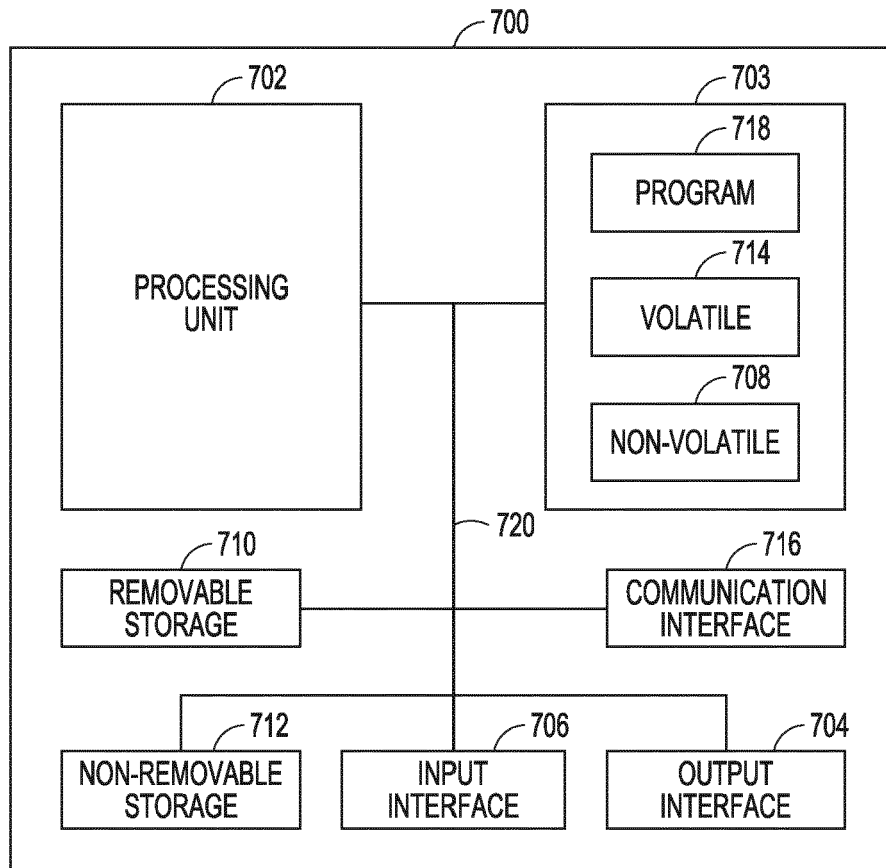 700
702
703
718
PROGRAM
PROCESSING
UNIT
714
VOLATILE
708
NON-VOLATILE
720
710
REMOVABLE
STORAGE
716
COMMUNICATION
INTERFACE
712
NON-REMOVABLE
STORAGE
706
INPUT
INTERFACE
704
OUTPUT
INTERFACE